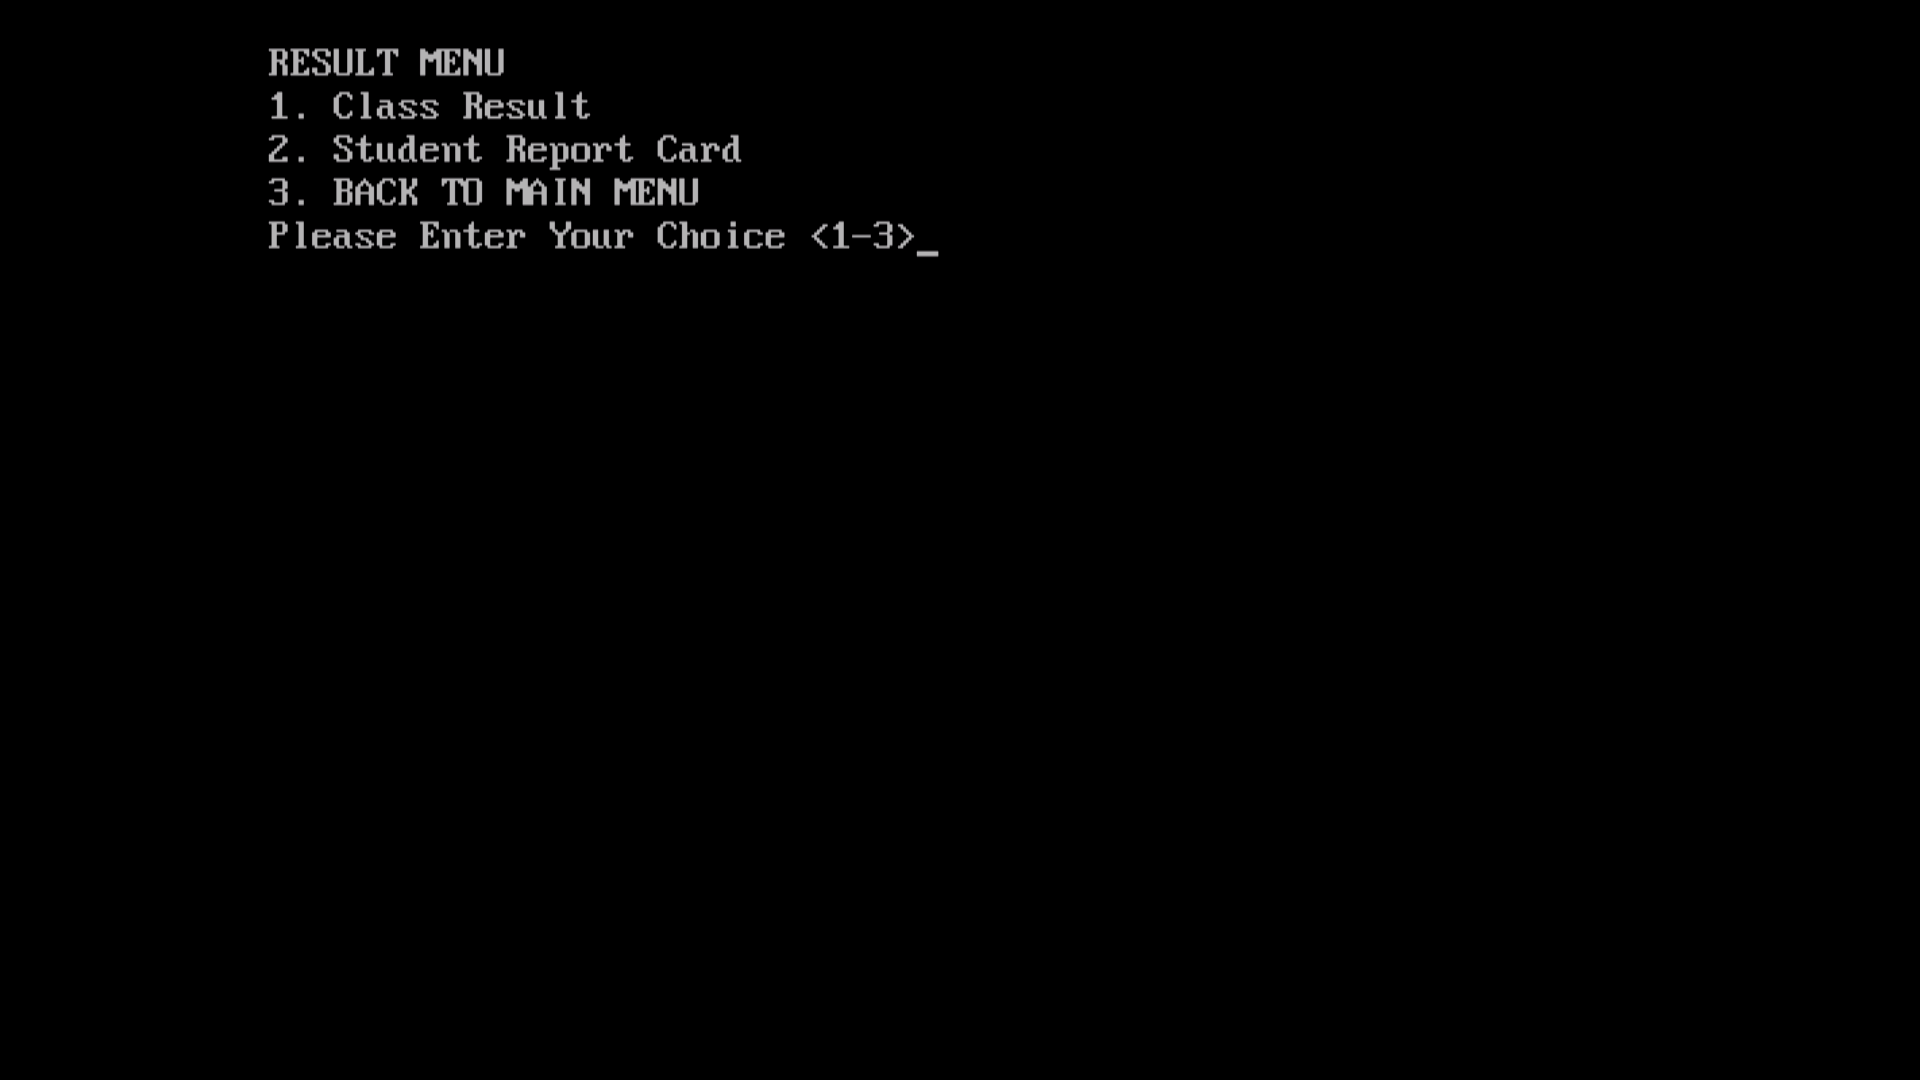 RESULT MENU
1. Class Result
2. Student Report Card
3. BACK TO MAIN MENU
Please Enter Your Choice <1-3>_